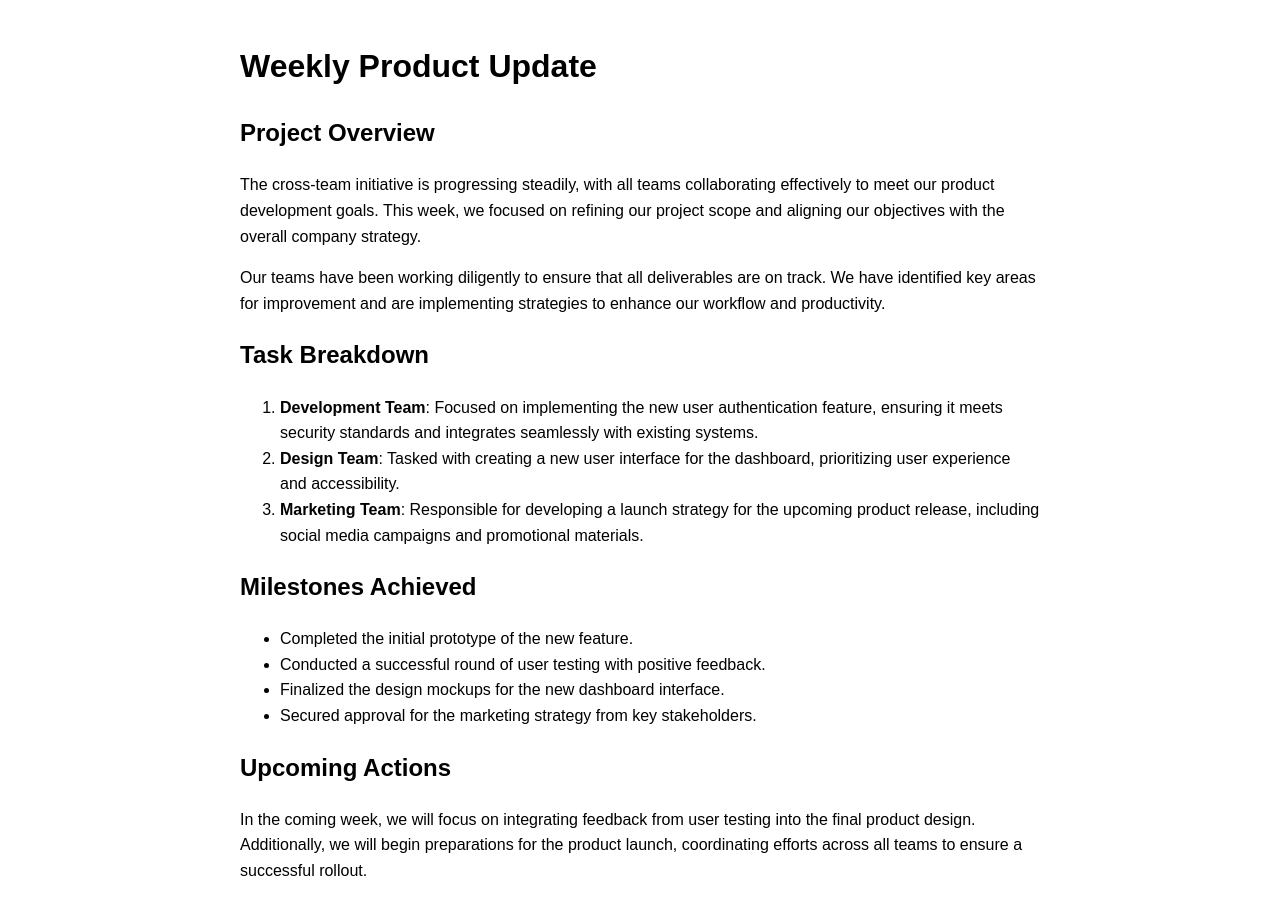 Weekly Product Update
Project Overview
The cross-team initiative is progressing steadily, with all teams collaborating effectively to meet our product
development goals. This week, we focused on refining our project scope and aligning our objectives with the
overall company strategy.
Our teams have been working diligently to ensure that all deliverables are on track. We have identified key areas
for improvement and are implementing strategies to enhance our workflow and productivity.
Task Breakdown
1. Development Team: Focused on implementing the new user authentication feature, ensuring it meets
security standards and integrates seamlessly with existing systems.
2. Design Team: Tasked with creating a new user interface for the dashboard, prioritizing user experience
and accessibility.
3. Marketing Team: Responsible for developing a launch strategy for the upcoming product release, including
social media campaigns and promotional materials.
Milestones Achieved
• Completed the initial prototype of the new feature.
• Conducted a successful round of user testing with positive feedback.
• Finalized the design mockups for the new dashboard interface.
• Secured approval for the marketing strategy from key stakeholders.
Upcoming Actions
In the coming week, we will focus on integrating feedback from user testing into the final product design.
Additionally, we will begin preparations for the product launch, coordinating efforts across all teams to ensure a
successful rollout.